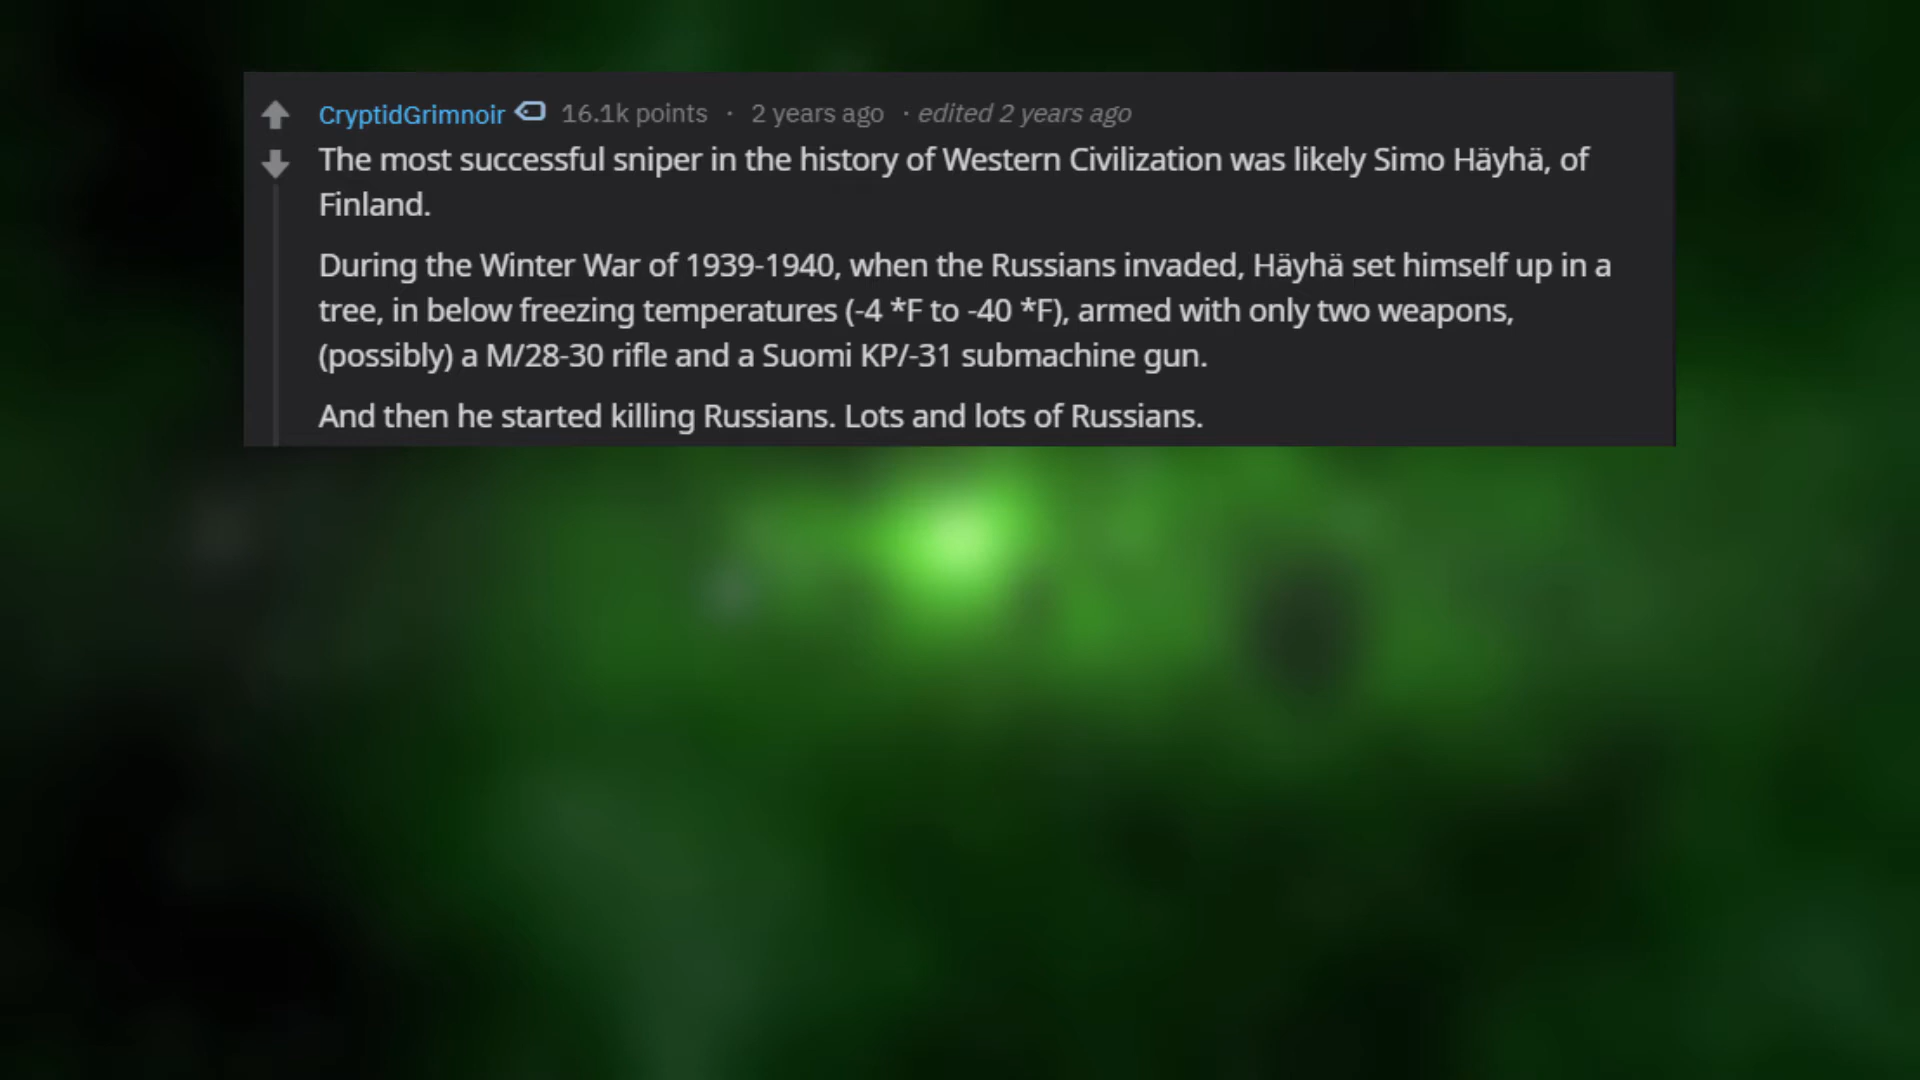 CryptidGrimnoir 16.1k points · 2 years ago · edited 2 years ago
The most successful sniper in the history of Western Civilization was likely Simo Häyhä, of
Finland.
During the Winter War of 1939-1940, when the Russians invaded, Häyhä set himself up in a
tree, in below freezing temperatures (-4 *F to -40 *F), armed with only two weapons,
(possibly) a M/28-30 rifle and a Suomi KP/-31 submachine gun.
And then he started killing Russians. Lots and lots of Russians.